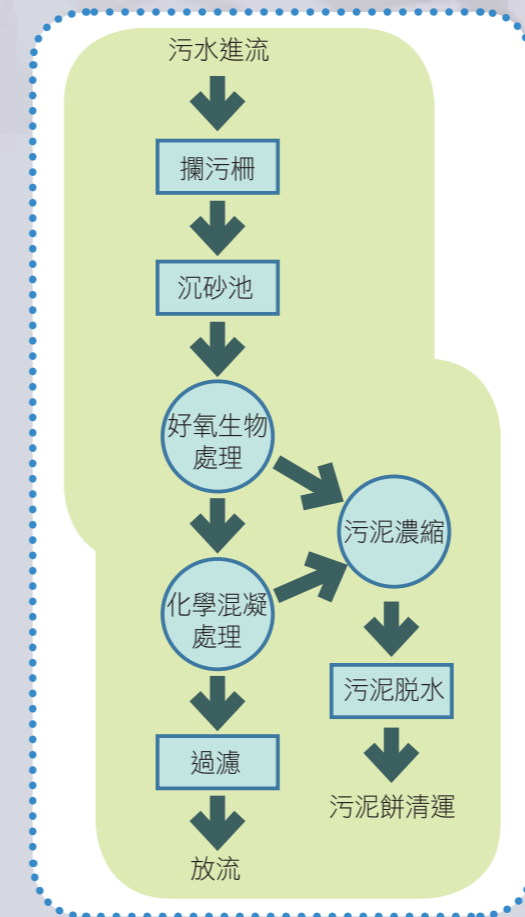 污水進流
攔污柵
沉砂池
好氧生物
處理
化學混凝
處理
過濾
放流
污泥濃縮
污泥脱水
污泥餅清運